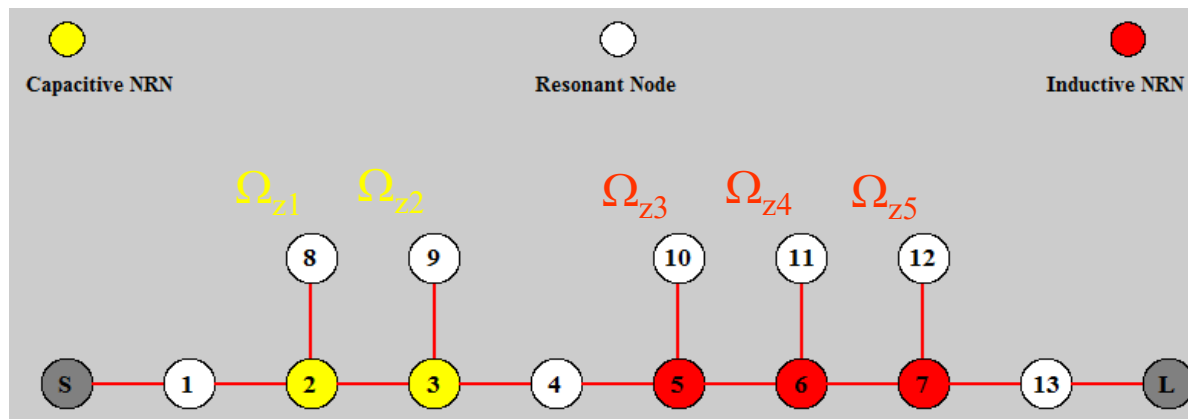 Capacitive NRN Resonant Node Inductive NRN
Ωz1 Ωz2 Ωz3 Ωz4 Ωz5
8 9 10 11 12
S 1 2 3 4 5 6 7 13 L